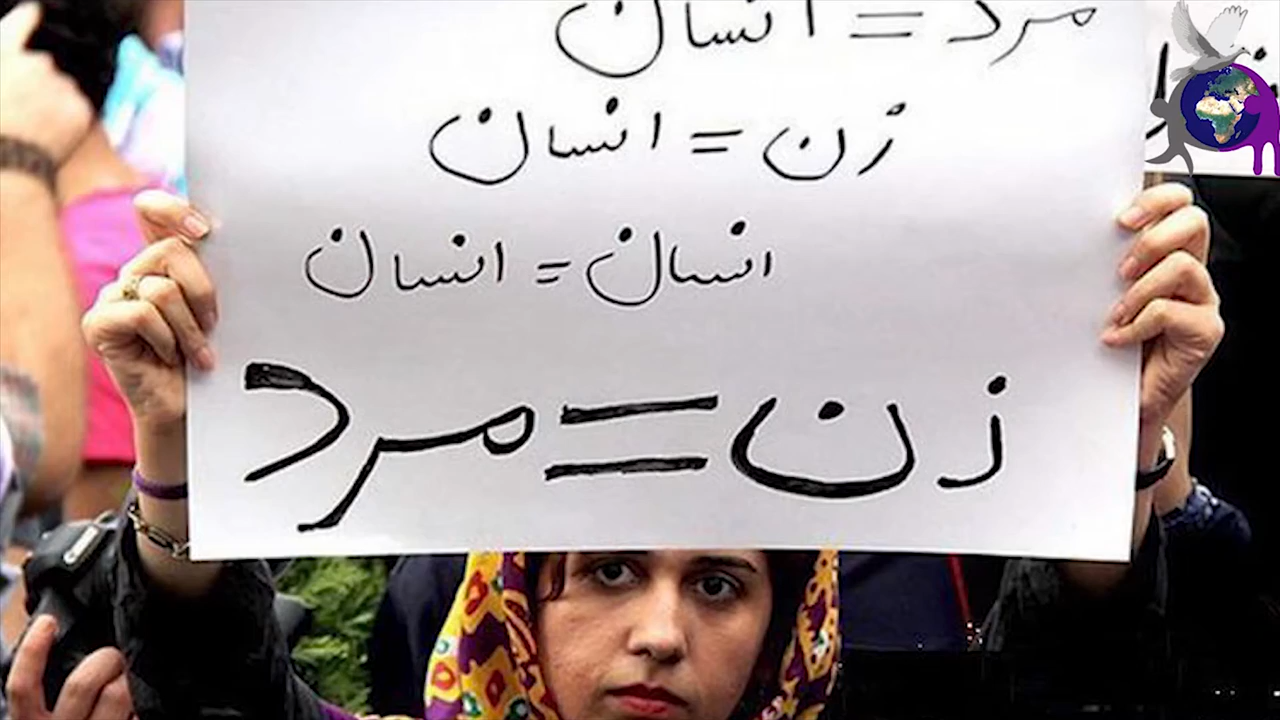 مرد = انسان
زن = انسان
انسان = انسان
زن = مرد